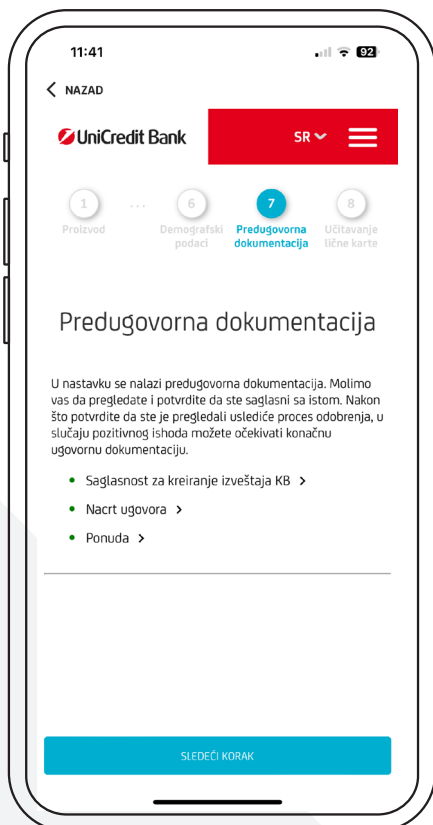 11:41
92
NAZAD
UniCredit Bank
SR
1
...
6
7
8
Proizvod
Demografski
podaci
Predugovorna
dokumentacija
Učitavanje
lične karte
Predugovorna dokumentacija
U nastavku se nalazi predugovorna dokumentacija. Molimo
vas da pregledate i potvrdite da ste saglasni sa istom. Nakon
što potvrdite da ste je pregledali uslediće proces odobrenja, u
slučaju pozitivnog ishoda možete očekivati konačnu
ugovornu dokumentaciju.
• Saglasnost za kreiranje izveštaja KB >
• Nacrt ugovora >
• Ponuda >
SLEDEĆI KORAK